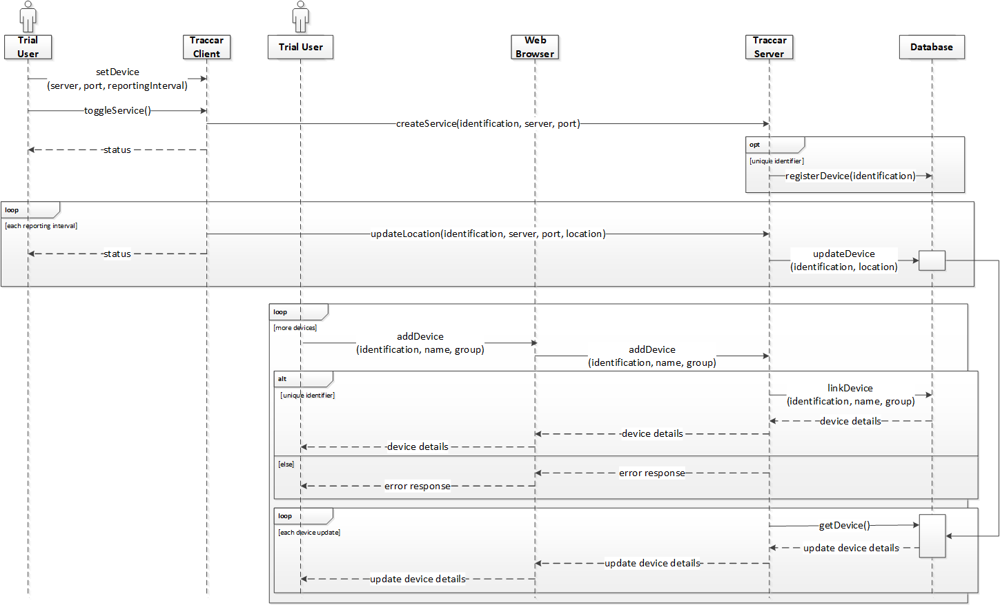 Trial
User
Traccar
Client
Trial User
Web
Browser
Traccar
Server
Database
setDevice
(server, port, reportingInterval)
toggleService()
createService(identification, server, port)
status
opt
[unique identifier]
registerDevice(identification)
loop
[each reporting interval]
updateLocation(identification, server, port, location)
status
updateDevice
(identification, location)
loop
[more devices]
addDevice
(identification, name, group)
addDevice
(identification, name, group)
alt
[unique identifier]
linkDevice
(identification, name, group)
device details
device details
device details
[else]
error response
error response
loop
[each device update]
getDevice()
update device details
update device details
update device details